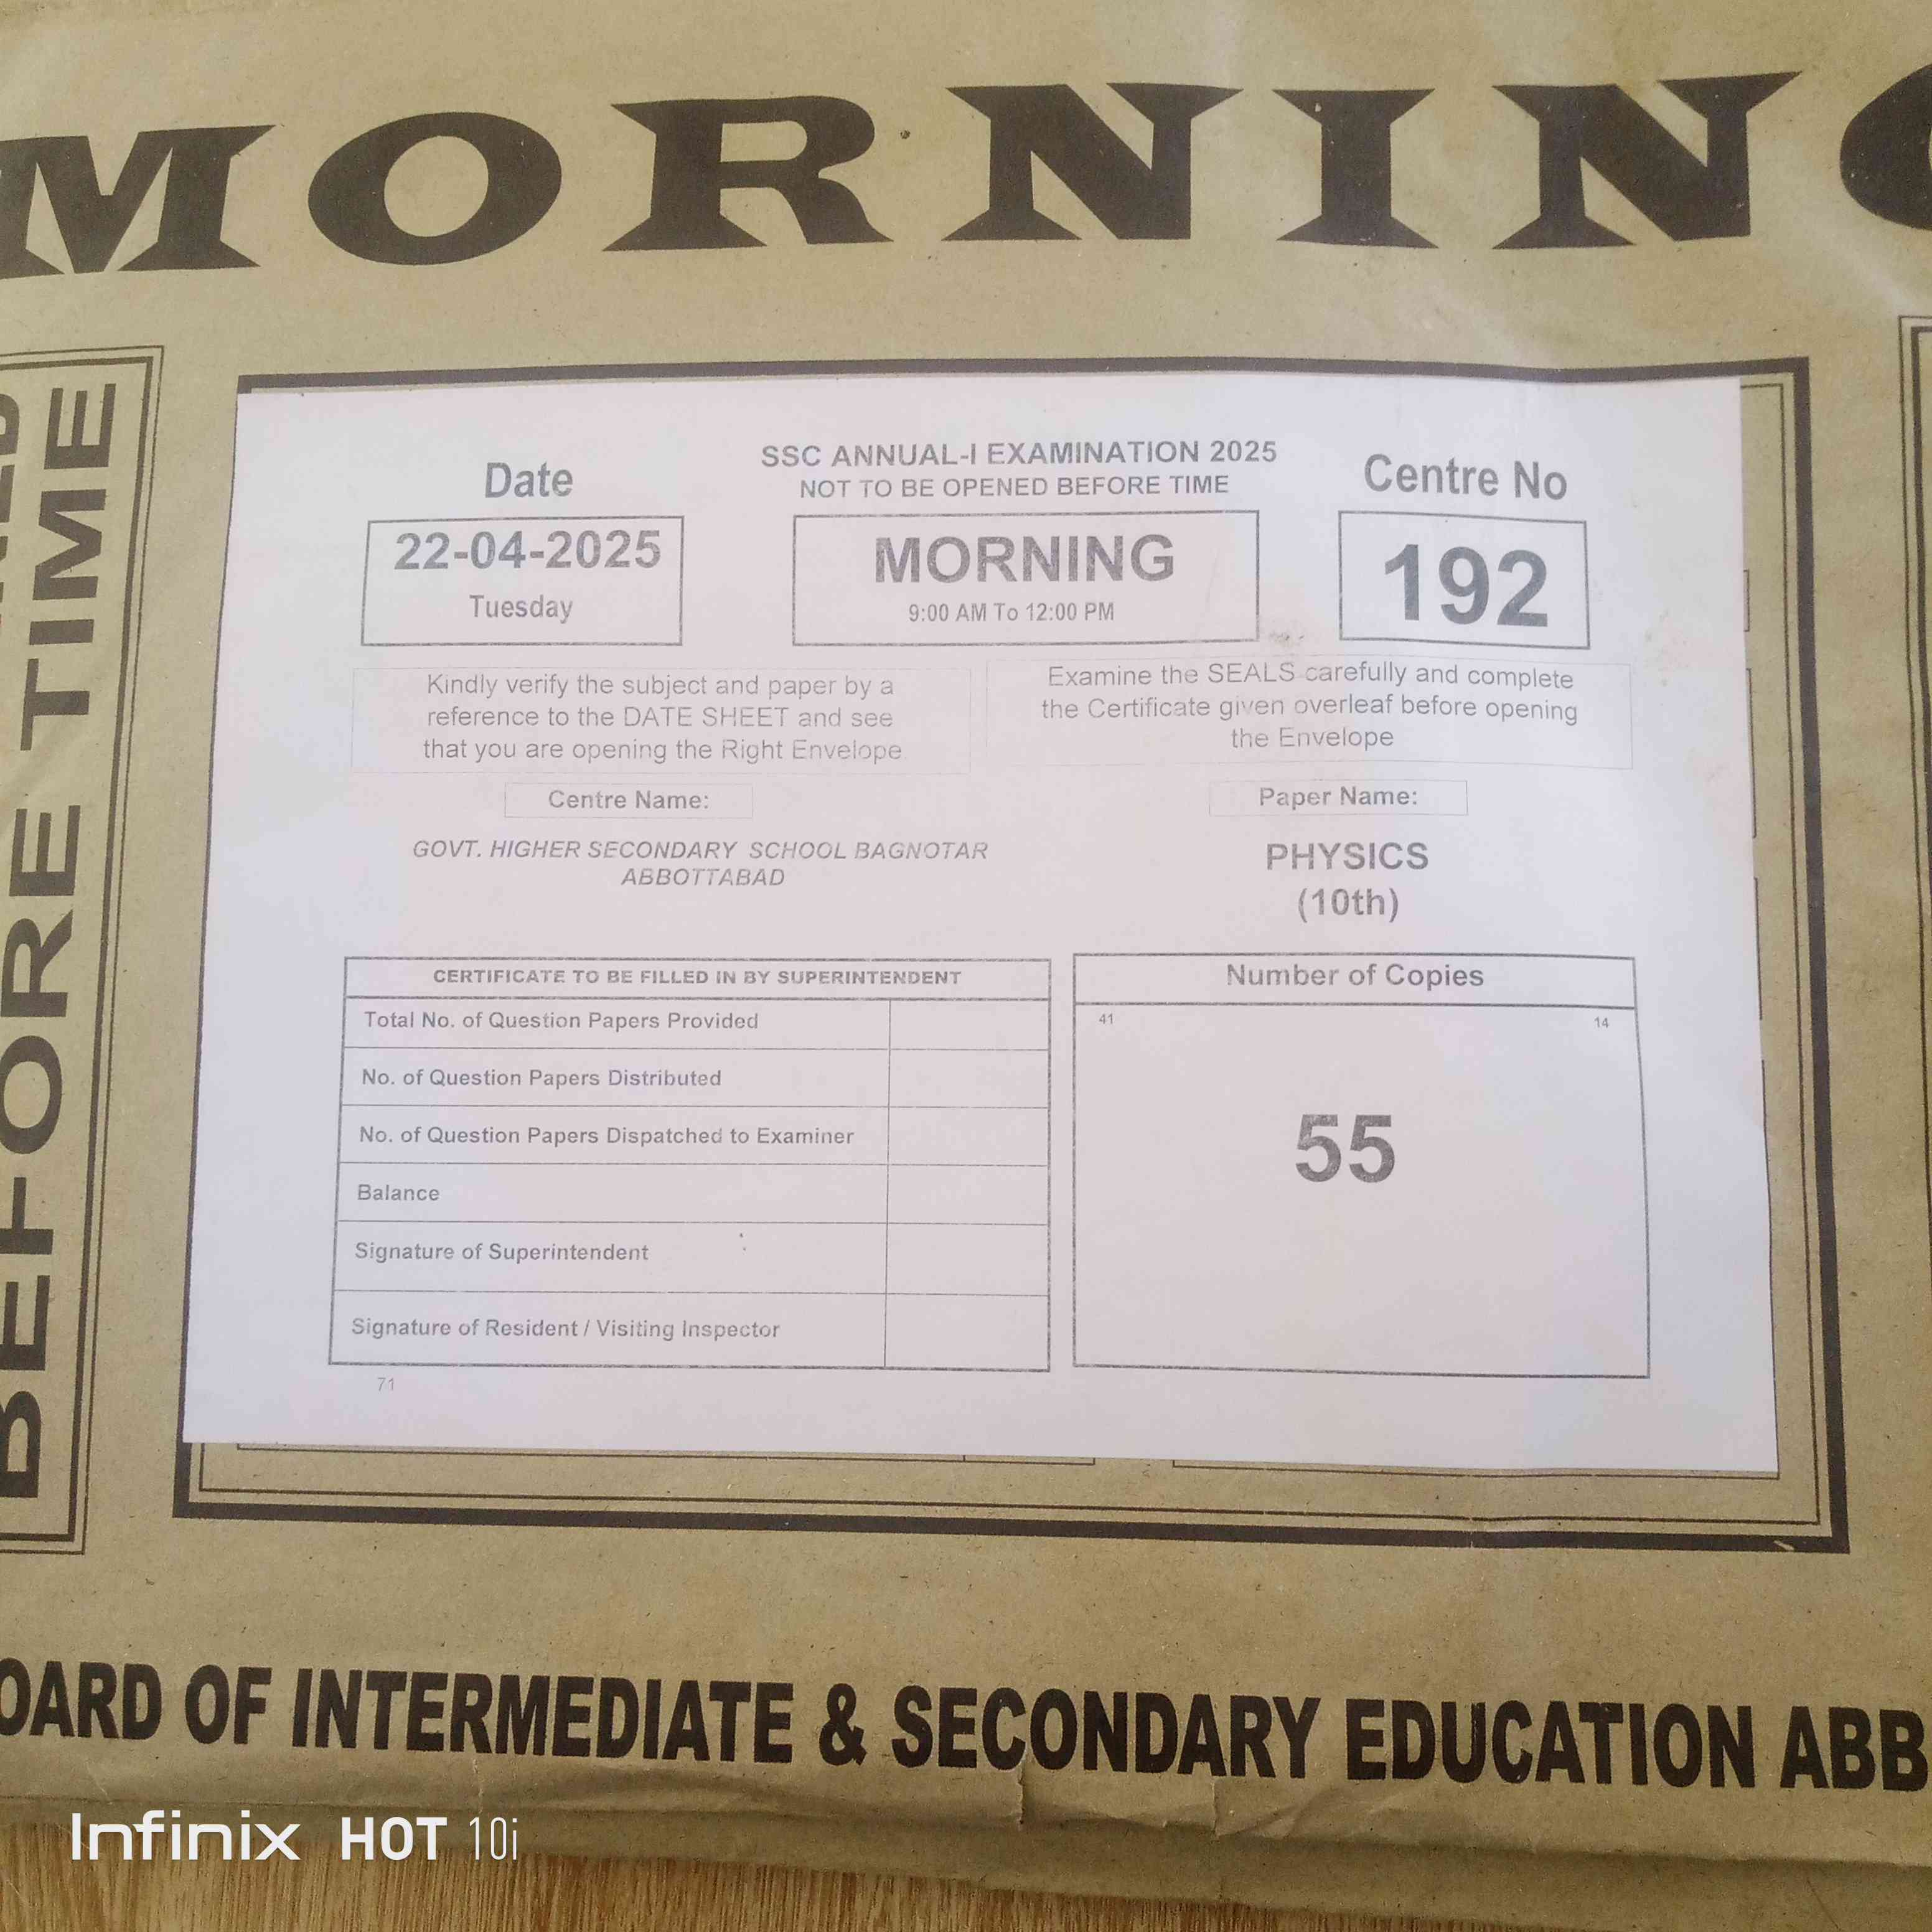 MORNING
BEFORE TIME
SSC ANNUAL-I EXAMINATION 2025
NOT TO BE OPENED BEFORE TIME
Date
22-04-2025
Tuesday
MORNING
9:00 AM To 12:00 PM
Centre No
192
Kindly verify the subject and paper by a
reference to the DATE SHEET and see
that you are opening the Right Envelope
Examine the SEALS carefully and complete
the Certificate given overleaf before opening
the Envelope
Centre Name:
GOVT. HIGHER SECONDARY SCHOOL BAGNOTAR
ABBOTTABAD
Paper Name:
PHYSICS
(10th)
CERTIFICATE TO BE FILLED IN BY SUPERINTENDENT
Total No. of Question Papers Provided
No. of Question Papers Distributed
No. of Question Papers Dispatched to Examiner
Balance
Signature of Superintendent
Signature of Resident / Visiting Inspector
71
Number of Copies
41 14
55
OARD OF INTERMEDIATE & SECONDARY EDUCATION ABB
Infinix HOT 10i